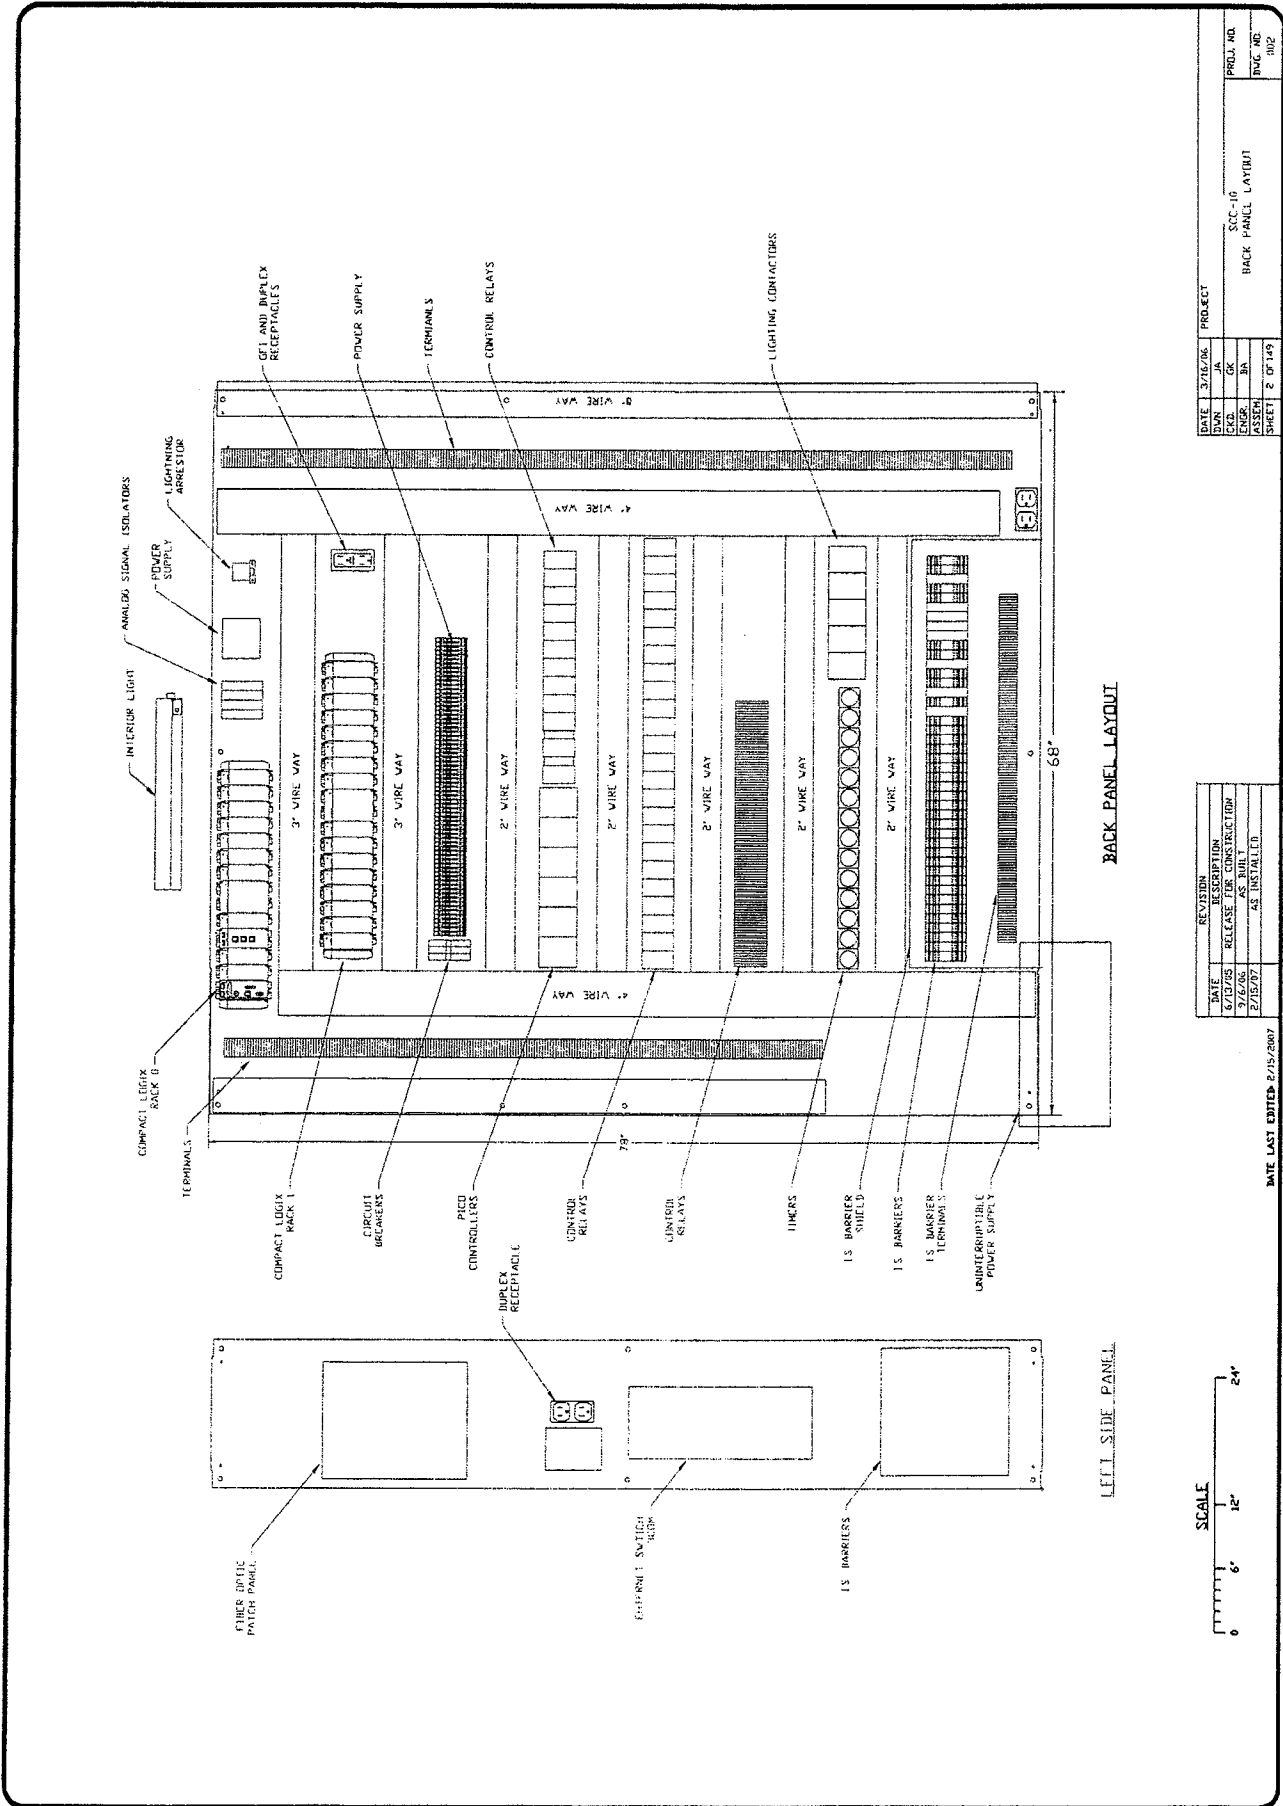 INTERIOR LIGHT
ANALOG SIGNAL ISOLATORS
POWER
SUPPLY
LIGHTNING
ARRESTOR
COMPACT LOGIX
RACK 0
TERMINALS
GFI AND DUPLEX
RECEPTACLES
POWER SUPPLY
TERMIANLS
CONTROL RELAYS
LIGHTING CONTACTORS
3" WIRE WAY
3" WIRE WAY
2" WIRE WAY
2" WIRE WAY
2" WIRE WAY
2" WIRE WAY
2" WIRE WAY
4" WIRE WAY
4" WIRE WAY
WIRE WAY
78"
68"
COMPACT LOGIX
RACK 1
CIRCUIT
BREAKERS
PICO
CONTROLLERS
CONTROL
RELAYS
CONTROL
RELAYS
TIMERS
IS BARRIER
SHIELD
IS BARRIERS
IS BARRIER
TERMINALS
UNINTERRUPTIBLE
POWER SUPPLY
BACK PANEL LAYOUT
FIBER OPTIC
PATCH PANEL
DUPLEX
RECEPTACLE
ETHERNET SWITCH
IS BARRIERS
LEFT SIDE PANEL
SCALE
0 6" 12" 24"
DATE LAST EDITED: 2/15/2007
REVISION
DATE DESCRIPTION
6/13/05 RELEASE FOR CONSTRUCTION
9/6/06 AS BUILT
2/15/07 AS INSTALLED
DATE 3/16/06
DWN JA
CKD. GK
ENGR. BA
ASSEM.
SHEET 2 OF 149
PROJECT
SCC-10
BACK PANEL LAYOUT
PROJ. NO.
DWG NO.
002